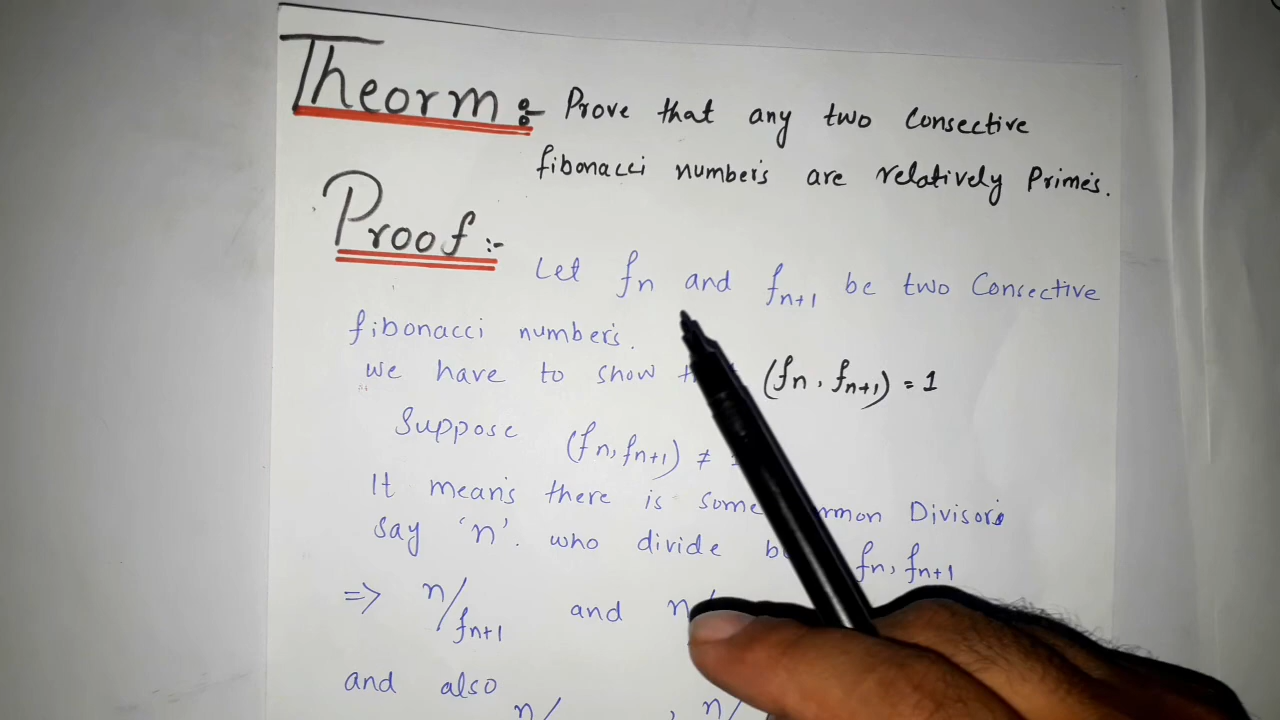 Theorm :- Prove that any two Consective
fibonacci numbers are relatively Primes.
Proof :-
Let fn and fn+1 be two Consective
fibonacci numbers.
we have to show (fn, fn+1) = 1
Suppose (fn, fn+1) ≠
It means there is some Divisors
say 'n'. who divide fn, fn+1
=> n/fn+1 and n/
and also
n/ , n/